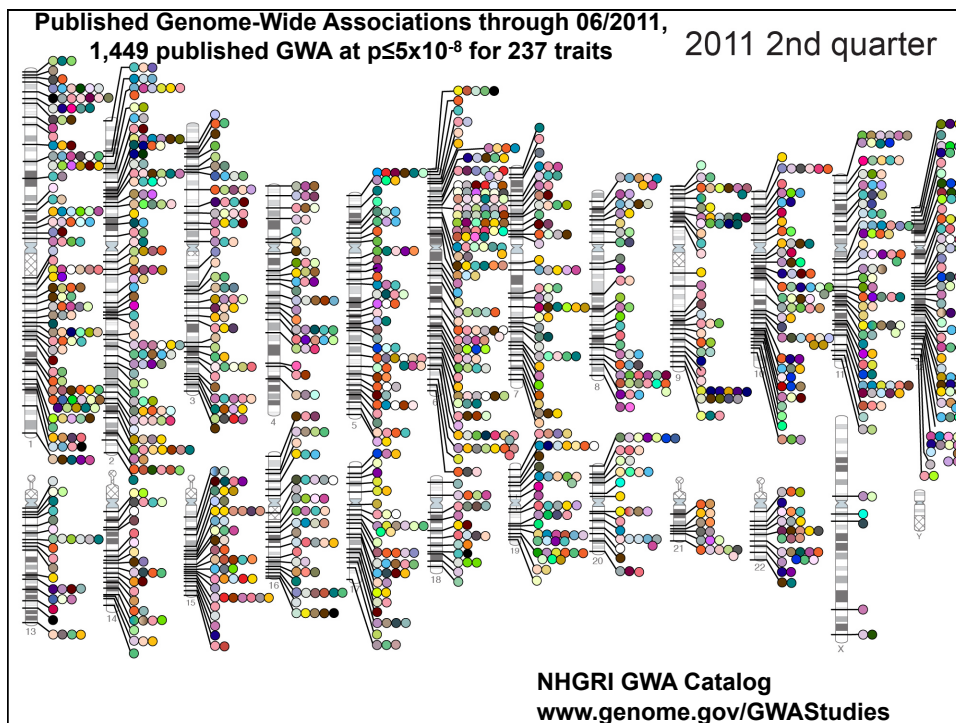 Published Genome-Wide Associations through 06/2011,
1,449 published GWA at p≤5x10⁻⁸ for 237 traits
2011 2nd quarter
1
2
3
4
5
6
7
8
9
10
11
13
14
15
16
18
19
20
21
22
X
Y
NHGRI GWA Catalog
www.genome.gov/GWAStudies